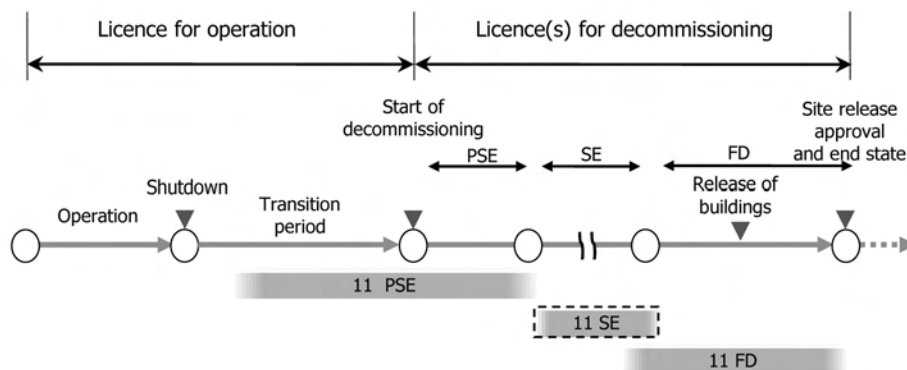 Licence for operation
Licence(s) for decommissioning
Start of
decommissioning
Site release
approval
and end state
PSE
SE
FD
Shutdown
Release of
buildings
Operation
Transition
period
11 PSE
11 SE
11 FD